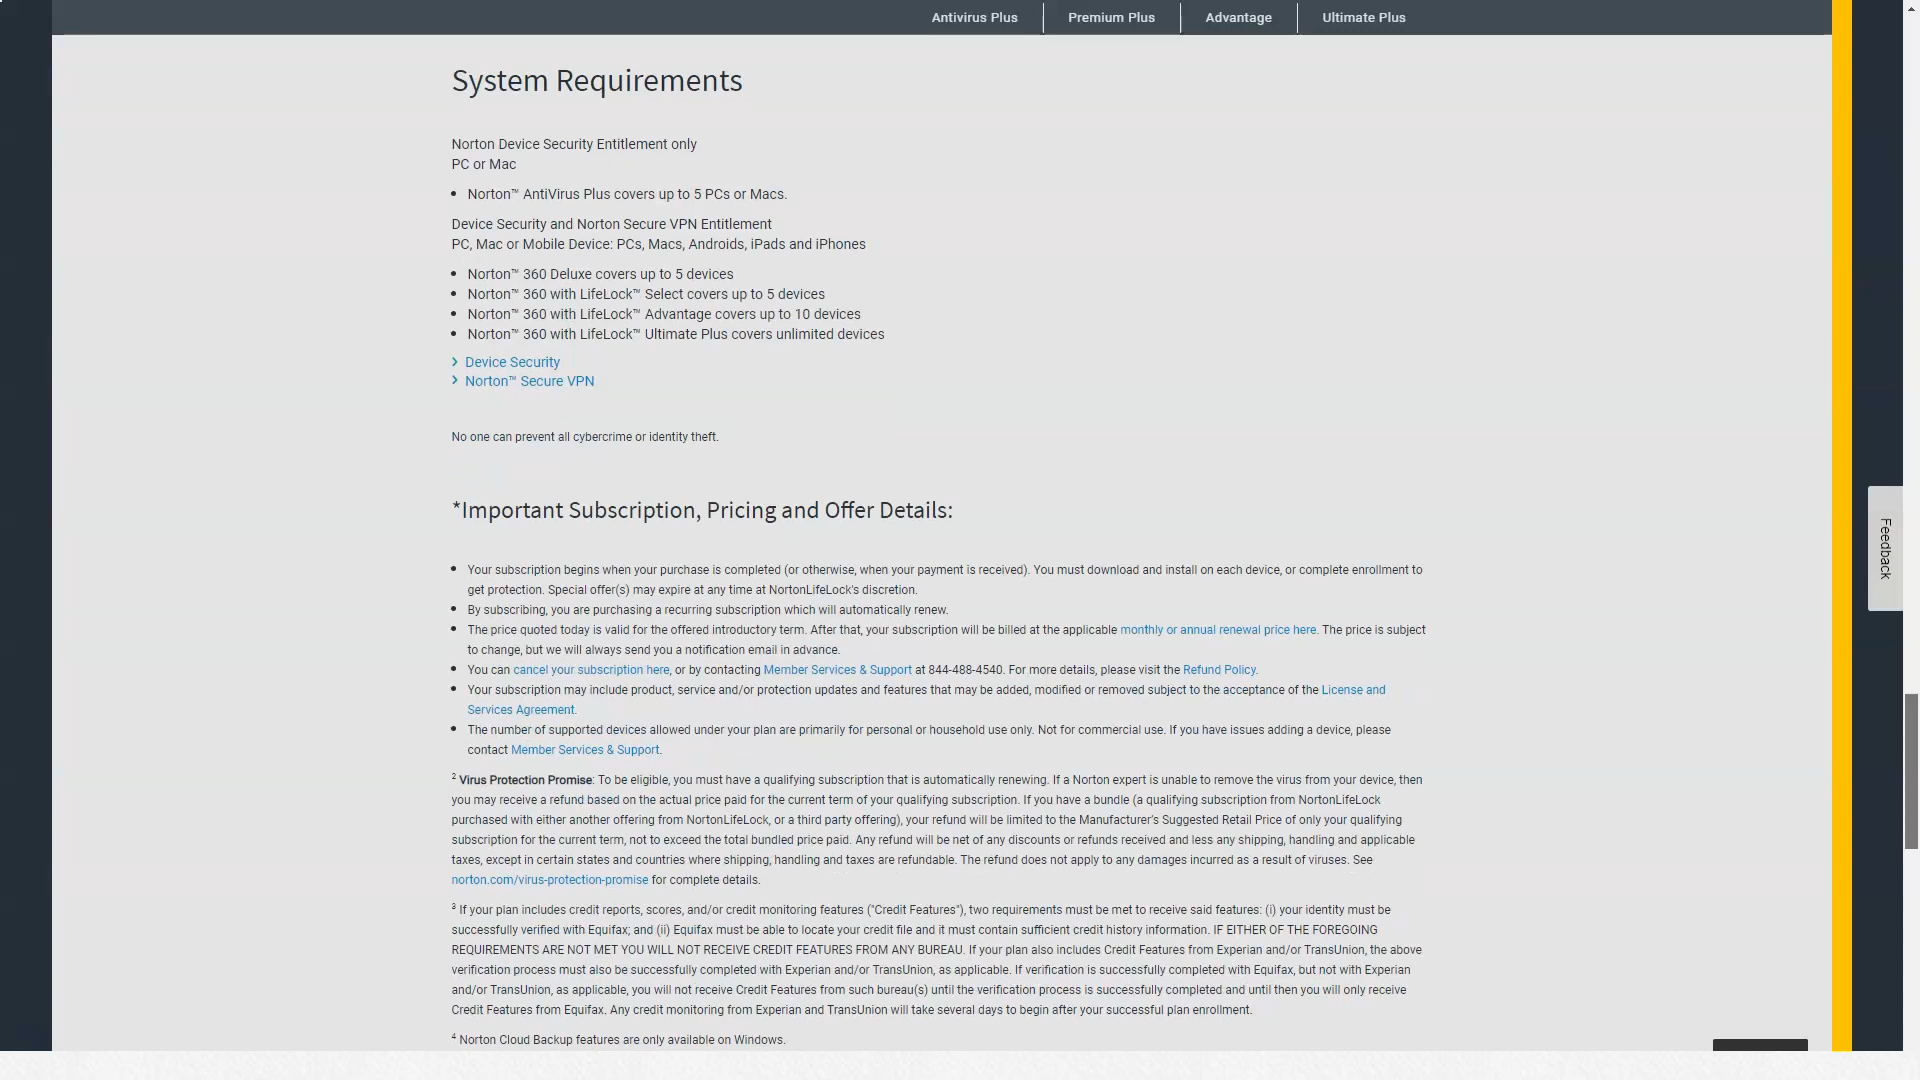 Antivirus Plus
Premium Plus
Advantage
Ultimate Plus
System Requirements
Norton Device Security Entitlement only
PC or Mac
• Norton™ AntiVirus Plus covers up to 5 PCs or Macs.
Device Security and Norton Secure VPN Entitlement
PC, Mac or Mobile Device: PCs, Macs, Androids, iPads and iPhones
• Norton™ 360 Deluxe covers up to 5 devices
• Norton™ 360 with LifeLock™ Select covers up to 5 devices
• Norton™ 360 with LifeLock™ Advantage covers up to 10 devices
• Norton™ 360 with LifeLock™ Ultimate Plus covers unlimited devices
Device Security
Norton™ Secure VPN
No one can prevent all cybercrime or identity theft.
*Important Subscription, Pricing and Offer Details:
• Your subscription begins when your purchase is completed (or otherwise, when your payment is received). You must download and install on each device, or complete enrollment to
get protection. Special offer(s) may expire at any time at NortonLifeLock's discretion.
• By subscribing, you are purchasing a recurring subscription which will automatically renew.
• The price quoted today is valid for the offered introductory term. After that, your subscription will be billed at the applicable monthly or annual renewal price here. The price is subject
to change, but we will always send you a notification email in advance.
• You can cancel your subscription here, or by contacting Member Services & Support at 844-488-4540. For more details, please visit the Refund Policy.
• Your subscription may include product, service and/or protection updates and features that may be added, modified or removed subject to the acceptance of the License and
Services Agreement.
• The number of supported devices allowed under your plan are primarily for personal or household use only. Not for commercial use. If you have issues adding a device, please
contact Member Services & Support.
2 Virus Protection Promise: To be eligible, you must have a qualifying subscription that is automatically renewing. If a Norton expert is unable to remove the virus from your device, then
you may receive a refund based on the actual price paid for the current term of your qualifying subscription. If you have a bundle (a qualifying subscription from NortonLifeLock
purchased with either another offering from NortonLifeLock, or a third party offering), your refund will be limited to the Manufacturer's Suggested Retail Price of only your qualifying
subscription for the current term, not to exceed the total bundled price paid. Any refund will be net of any discounts or refunds received and less any shipping, handling and applicable
taxes, except in certain states and countries where shipping, handling and taxes are refundable. The refund does not apply to any damages incurred as a result of viruses. See
norton.com/virus-protection-promise for complete details.
3 If your plan includes credit reports, scores, and/or credit monitoring features ("Credit Features"), two requirements must be met to receive said features: (i) your identity must be
successfully verified with Equifax; and (ii) Equifax must be able to locate your credit file and it must contain sufficient credit history information. IF EITHER OF THE FOREGOING
REQUIREMENTS ARE NOT MET YOU WILL NOT RECEIVE CREDIT FEATURES FROM ANY BUREAU. If your plan also includes Credit Features from Experian and/or TransUnion, the above
verification process must also be successfully completed with Experian and/or TransUnion, as applicable. If verification is successfully completed with Equifax, but not with Experian
and/or TransUnion, as applicable, you will not receive Credit Features from such bureau(s) until the verification process is successfully completed and until then you will only receive
Credit Features from Equifax. Any credit monitoring from Experian and TransUnion will take several days to begin after your successful plan enrollment.
4 Norton Cloud Backup features are only available on Windows.
Feedback